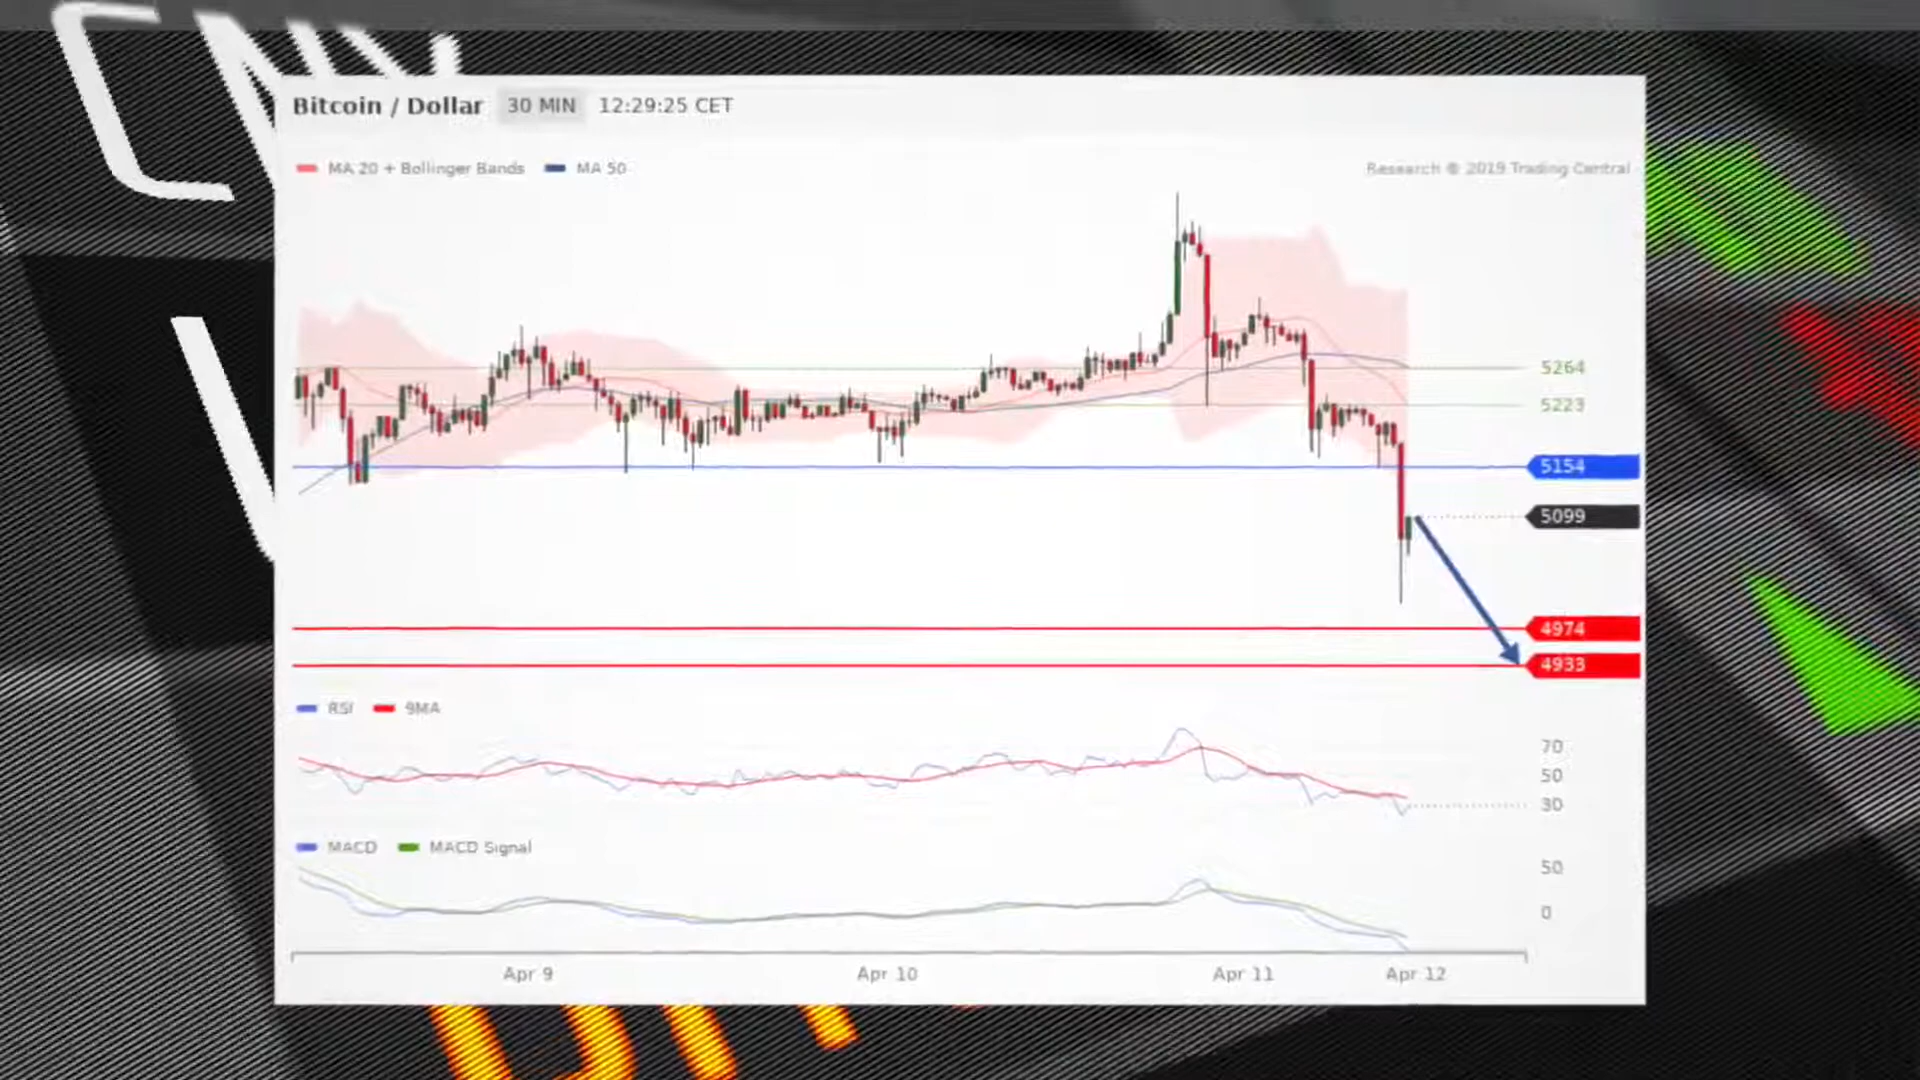 CNY
Bitcoin / Dollar 30 MIN 12:29:25 CET
MA 20 + Bollinger Bands MA 50
Research © 2019 Trading Central
5264
5223
5154
5099
4974
4933
RSI 9MA
70
50
30
MACD MACD Signal
50
0
Apr 9 Apr 10 Apr 11 Apr 12